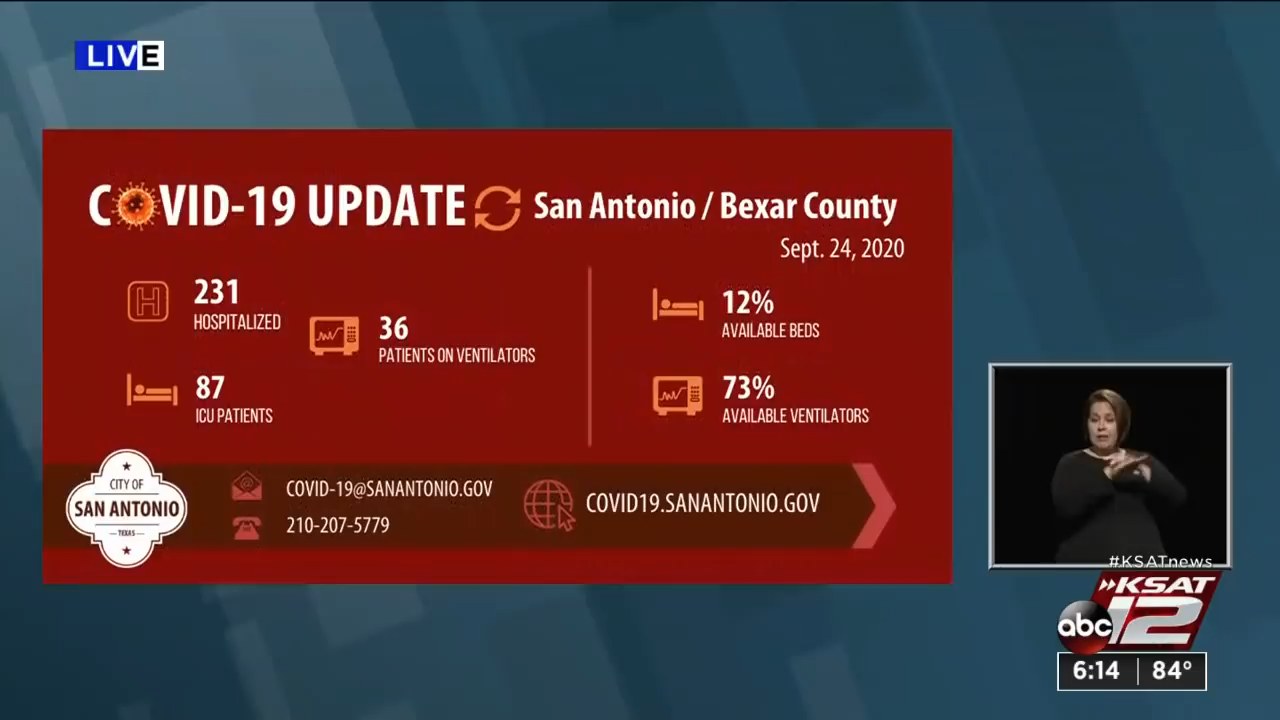 LIVE
COVID-19 UPDATE
San Antonio / Bexar County
Sept. 24, 2020
231
HOSPITALIZED
36
PATIENTS ON VENTILATORS
87
ICU PATIENTS
12%
AVAILABLE BEDS
73%
AVAILABLE VENTILATORS
CITY OF
SAN ANTONIO
TEXAS
COVID-19@SANANTONIO.GOV
210-207-5779
COVID19.SANANTONIO.GOV
#KSATnews
KSAT
abc 12
6:14 84°